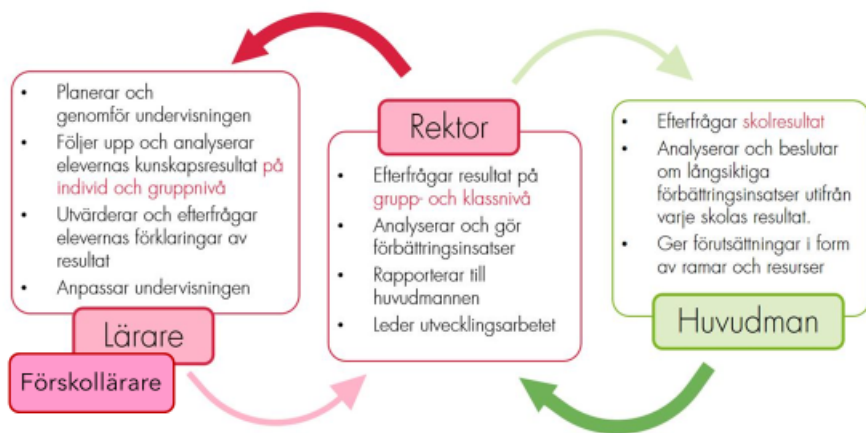 Planerar och
genomför undervisningen
Följer upp och analyserar
elevernas kunskapsresultat på
individ och gruppnivå
Utvärderar och efterfrågar
elevernas förklaringar av
resultat
Anpassar undervisningen
Lärare
Förskollärare
Rektor
Efterfrågar resultat på
grupp- och klassnivå
Analyserar och gör
förbättringsinsatser
Rapporterar till
huvudmannen
Leder utvecklingsarbetet
Efterfrågar skolresultat
Analyserar och beslutar
om långsiktiga
förbättringsinsatser utifrån
varje skolas resultat.
Ger förutsättningar i form
av ramar och resurser
Huvudman